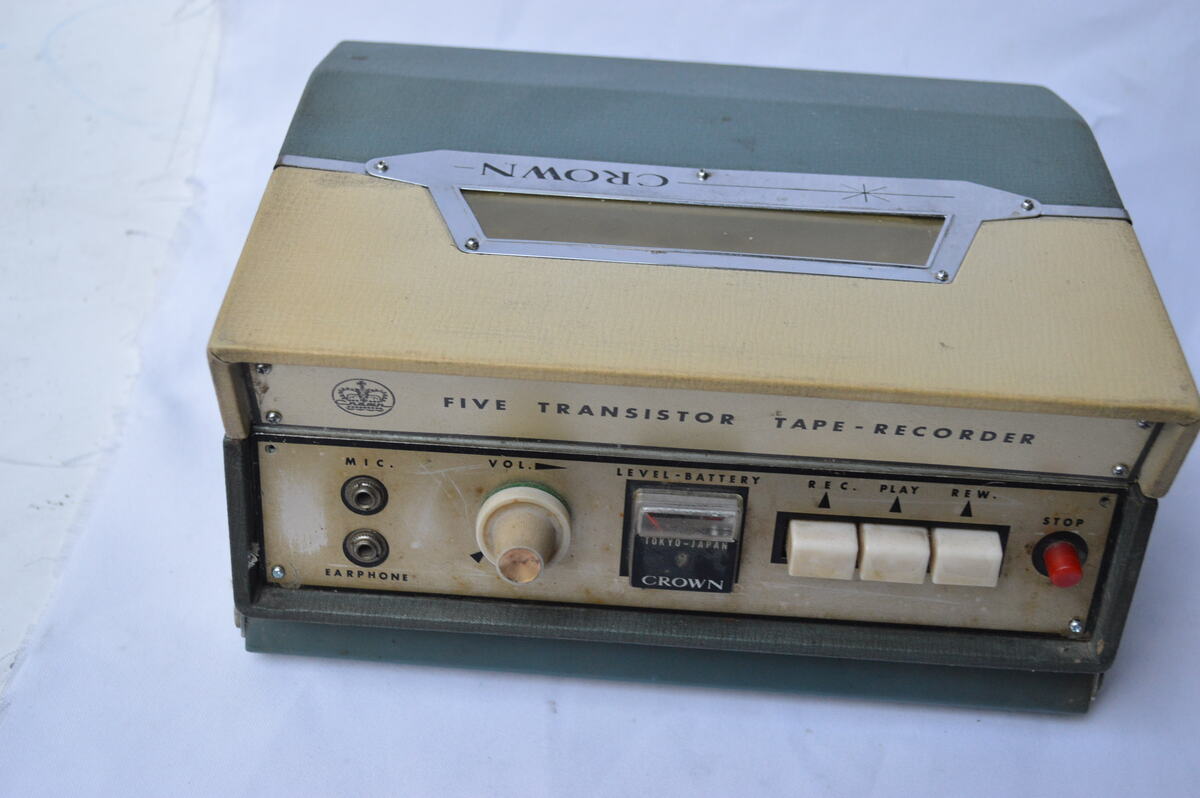 CROWN
FIVE TRANSISTOR TAPE-RECORDER
MIC.
VOL.
LEVEL-BATTERY
REC.
PLAY
REW.
STOP
TOKYO-JAPAN
EARPHONE
CROWN